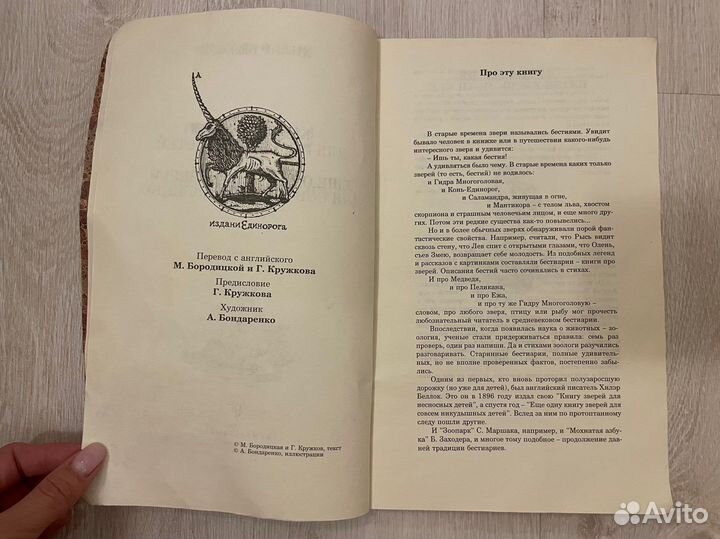 А
ИЗДАНИЕДИНОРОГА
Перевод с английского
М. Бородицкой и Г. Кружкова
Предисловие
Г. Кружкова
Художник
А. Бондаренко
© М. Бородицкая и Г. Кружков, текст
© А. Бондаренко, иллюстрации
Про эту книгу
В старые времена звери назывались бестиями. Увидит
бывало человек в книжке или в путешествии какого-нибудь
интересного зверя и удивится:
– Ишь ты, какая бестия!
А удивляться было чему. В старые времена каких только
зверей (то есть, бестий) не водилось:
и Гидра Многоголовая,
и Конь-Единорог,
и Саламандра, живущая в огне,
и Мантикора – с телом льва, хвостом
скорпиона и страшным человечьим лицом, и еще много дру-
гих. Потом эти редкие существа как-то повывелись.
Но и в более обычных зверях обнаруживали порой фан-
тастические свойства. Например, считали, что Рысь видит
сквозь стену, что Лев спит с открытыми глазами, что Олень,
съев Змею, возвращает себе молодость. Из подобных легенд
и рассказов с картинками составляли бестиарии – книги про
зверей. Описания бестий часто сочинялись в стихах.
И про Медведя,
и про Пеликана,
и про Ежа,
и про ту же Гидру Многоголовую –
словом, про любого зверя, птицу или рыбу мог прочесть
любознательный читатель в средневековом бестиарии.
Впоследствии, когда появилась наука о животных – зо-
ология, ученые стали придерживаться правила: семь раз
проверь, один раз напиши. Да и стихами зоологи разучились
разговаривать. Старинные бестиарии, полные удивитель-
ных, но не вполне проверенных фактов, постепенно забы-
лись.
Одним из первых, кто вновь проторил полузаросшую
дорожку (но уже для детей), был английский писатель Хилэр
Беллок. Это он в 1896 году издал свою "Книгу зверей для
несносных детей", а спустя год – "Еще одну книгу зверей для
совсем никудышных детей". Вслед за ним по протоптанному
следу пошли другие.
И "Зоопарк" С. Маршака, например, и "Мохнатая азбу-
ка" Б. Заходера, и многое тому подобное – продолжение дав-
ней традиции бестиариев.
Avito